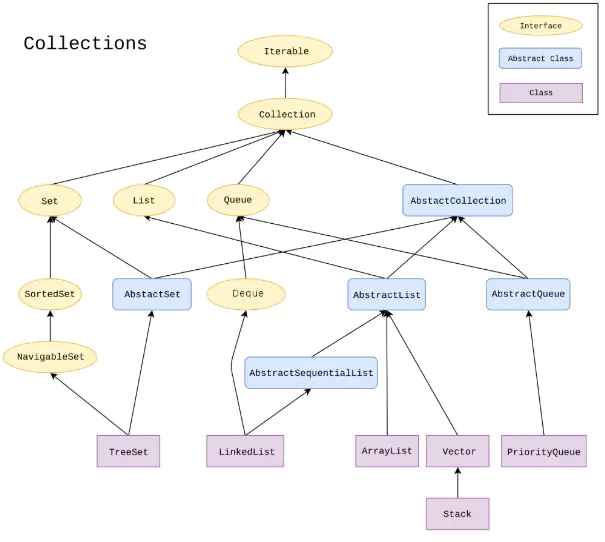 Collections
Interface
Abstract Class
Class
Iterable
Collection
Set
List
Queue
AbstactCollection
SortedSet
AbstactSet
Deque
AbstractList
AbstractQueue
NavigableSet
AbstractSequentialList
TreeSet
LinkedList
ArrayList
Vector
PriorityQueue
Stack